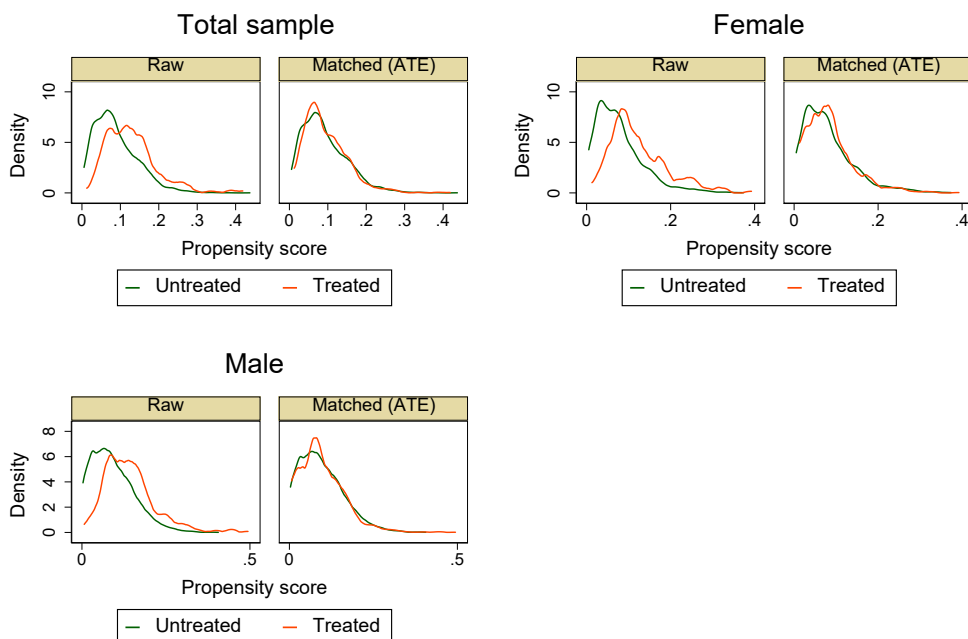 Total sample
Raw
Matched (ATE)
Density
10
5
0
0 .1 .2 .3 .4
0 .1 .2 .3 .4
Propensity score
Untreated Treated
Female
Raw
Matched (ATE)
Density
10
5
0
0 .2 .4
0 .2 .4
Propensity score
Untreated Treated
Male
Raw
Matched (ATE)
Density
8
6
4
2
0
0 .5
0 .5
Propensity score
Untreated Treated